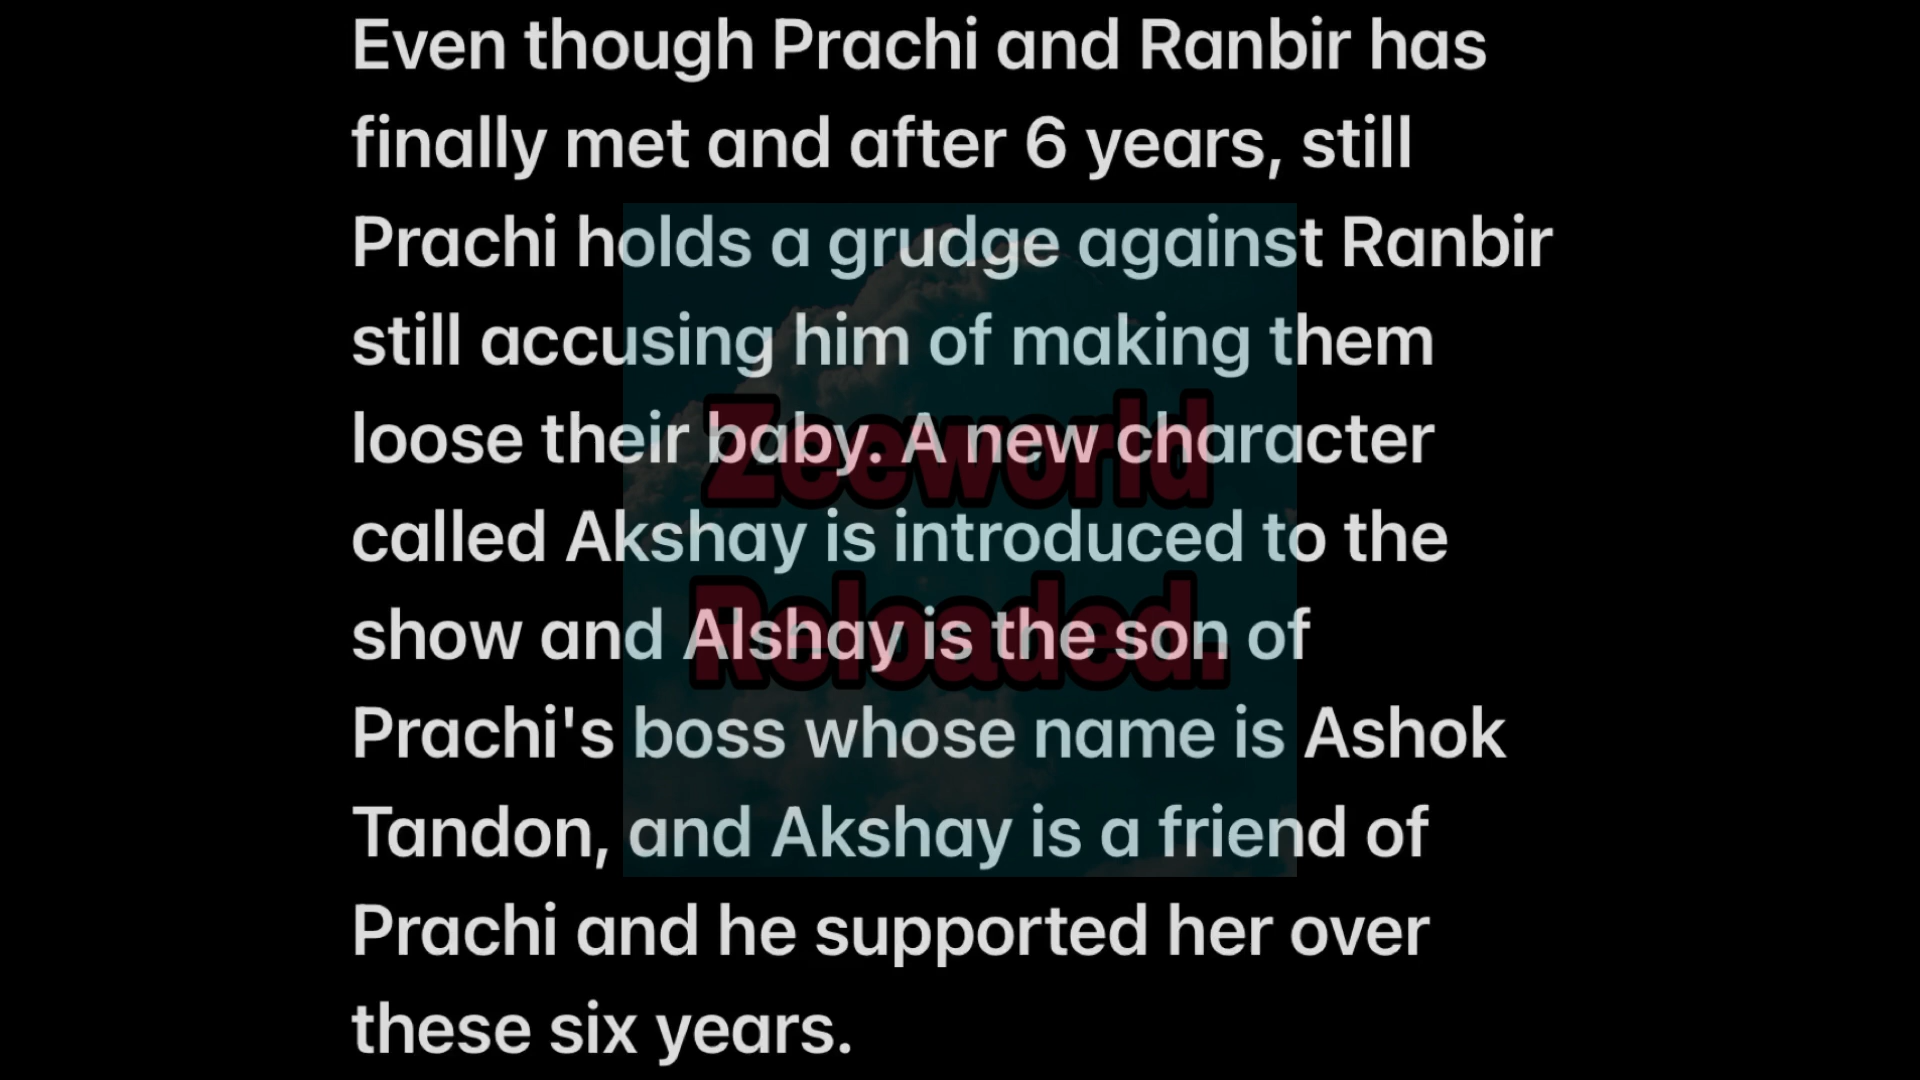 Even though Prachi and Ranbir has
finally met and after 6 years, still
Prachi holds a grudge against Ranbir
still accusing him of making them
loose their baby. A new character
called Akshay is introduced to the
show and Alshay is the son of
Prachi's boss whose name is Ashok
Tandon, and Akshay is a friend of
Prachi and he supported her over
these six years.
Zeeworld
Reloaded.